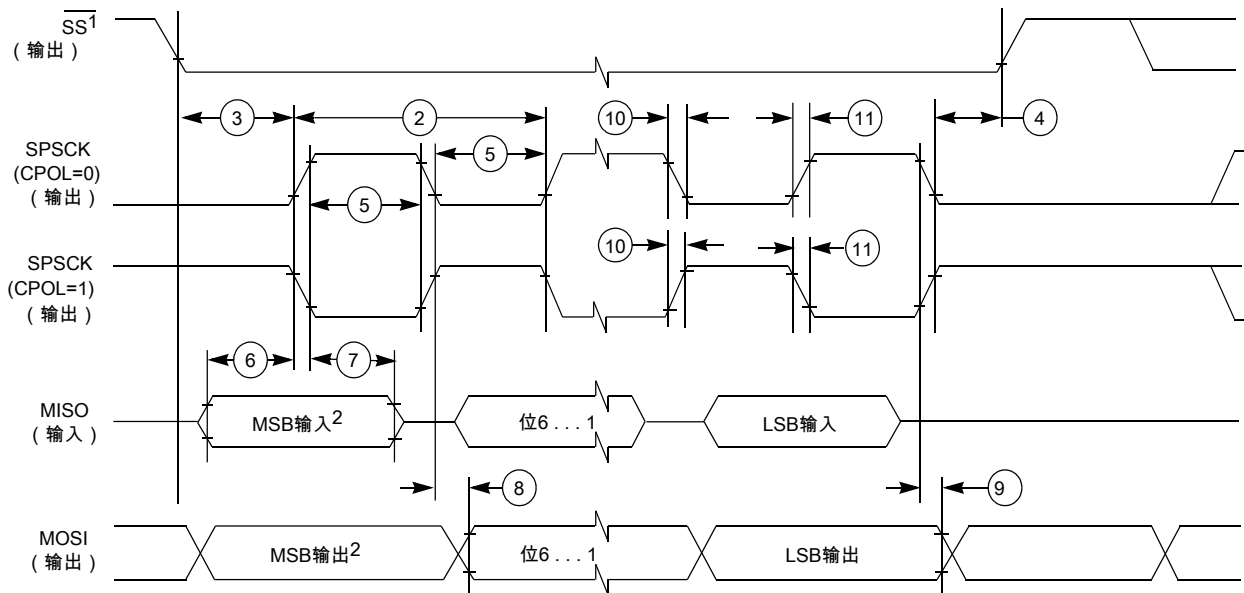 SS1
（输出）
3
2
10
11
4
SPSCK
(CPOL=0)
（输出）
5
5
SPSCK
(CPOL=1)
（输出）
10
11
6
7
MISO
（输入）
MSB输入2
位6 . . . 1
LSB输入
8
9
MOSI
（输出）
MSB输出2
位6 . . . 1
LSB输出